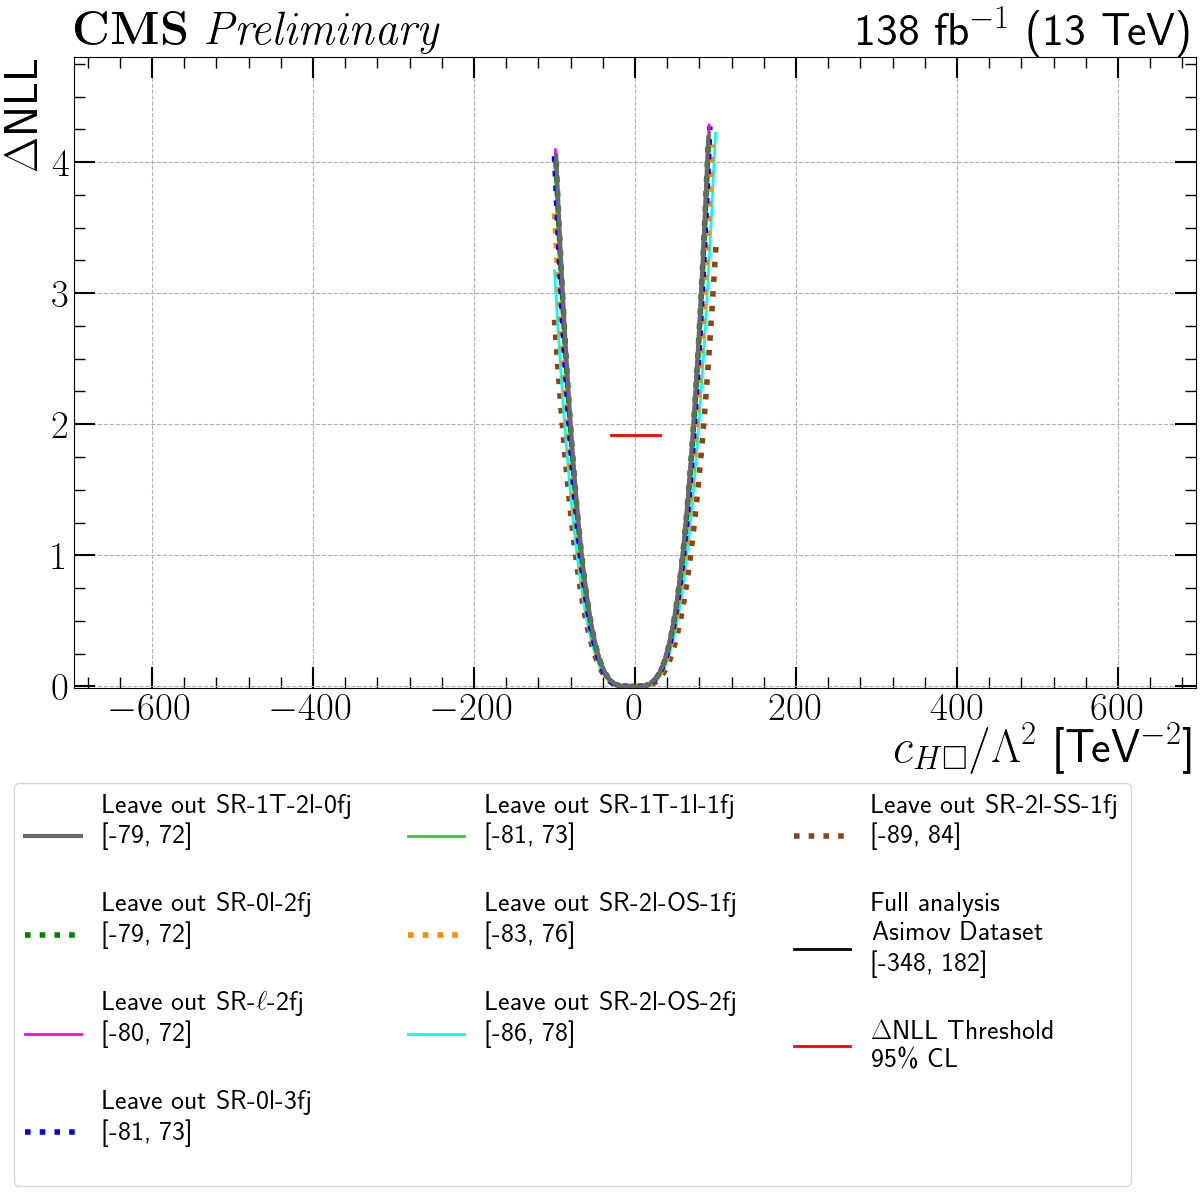 CMS Preliminary 138 fb⁻¹ (13 TeV)
ΔNLL
4
3
2
1
0
−600 −400 −200 0 200 400 600
c_{H□}/Λ² [TeV⁻²]
Leave out SR-1T-2l-0fj
[-79, 72]
Leave out SR-0l-2fj
[-79, 72]
Leave out SR-ℓ-2fj
[-80, 72]
Leave out SR-0l-3fj
[-81, 73]
Leave out SR-1T-1l-1fj
[-81, 73]
Leave out SR-2l-OS-1fj
[-83, 76]
Leave out SR-2l-OS-2fj
[-86, 78]
Leave out SR-2l-SS-1fj
[-89, 84]
Full analysis
Asimov Dataset
[-348, 182]
ΔNLL Threshold
95% CL